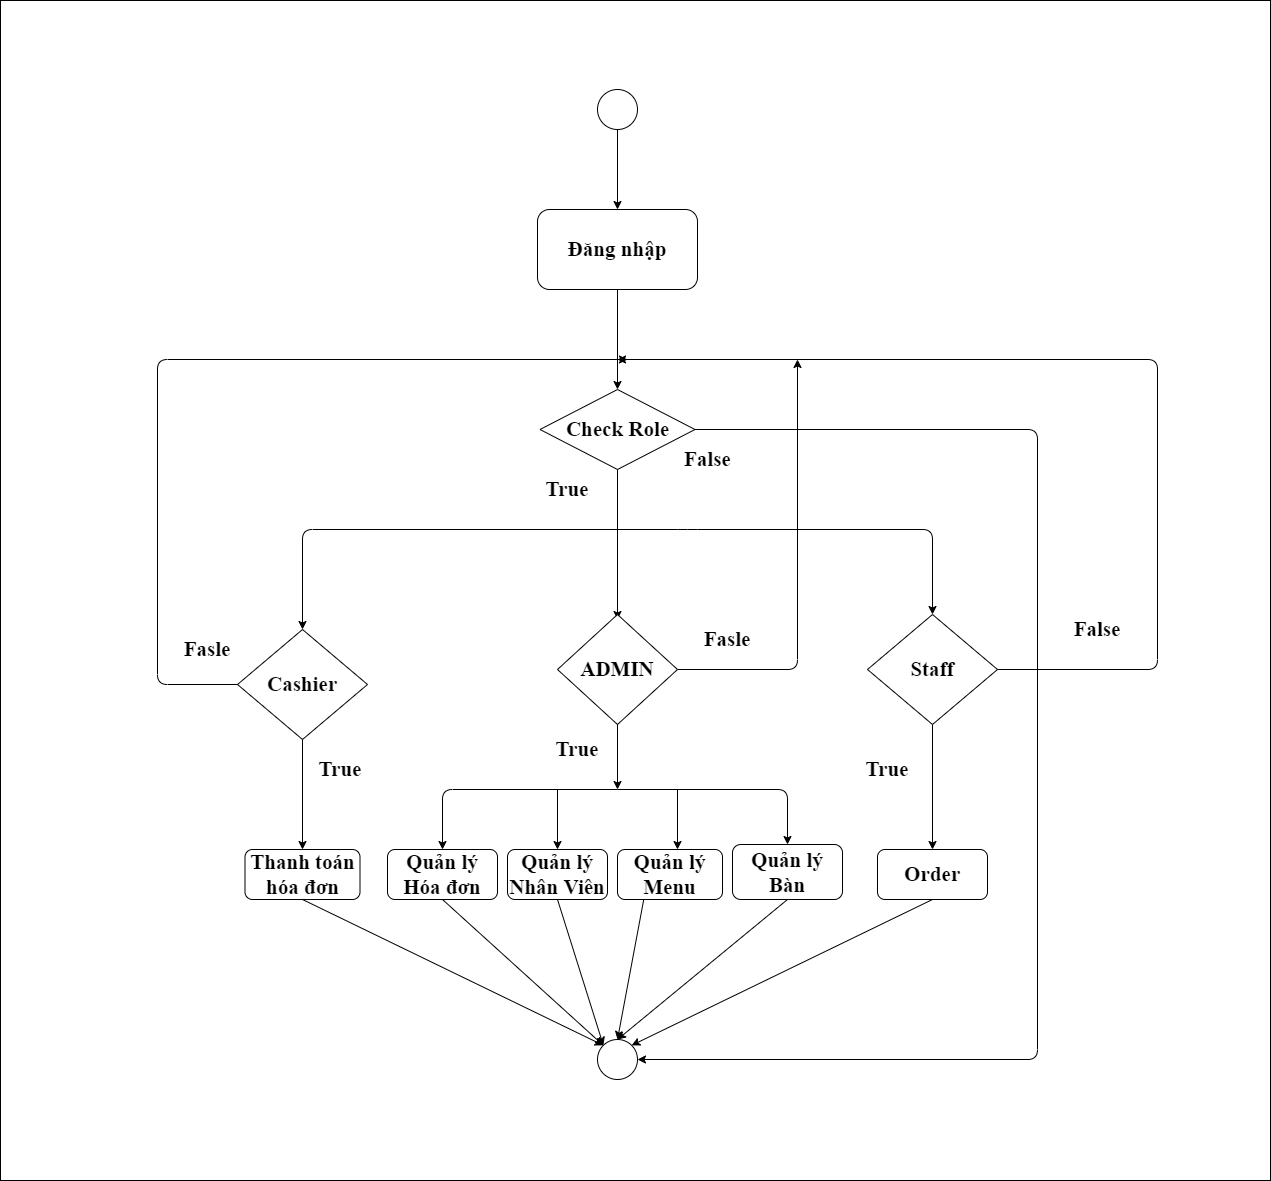 Đăng nhập
Check Role
False
True
Fasle
Fasle
False
Cashier
ADMIN
Staff
True
True
True
Thanh toán
hóa đơn
Quản lý
Hóa đơn
Quản lý
Nhân Viên
Quản lý
Menu
Quản lý
Bàn
Order